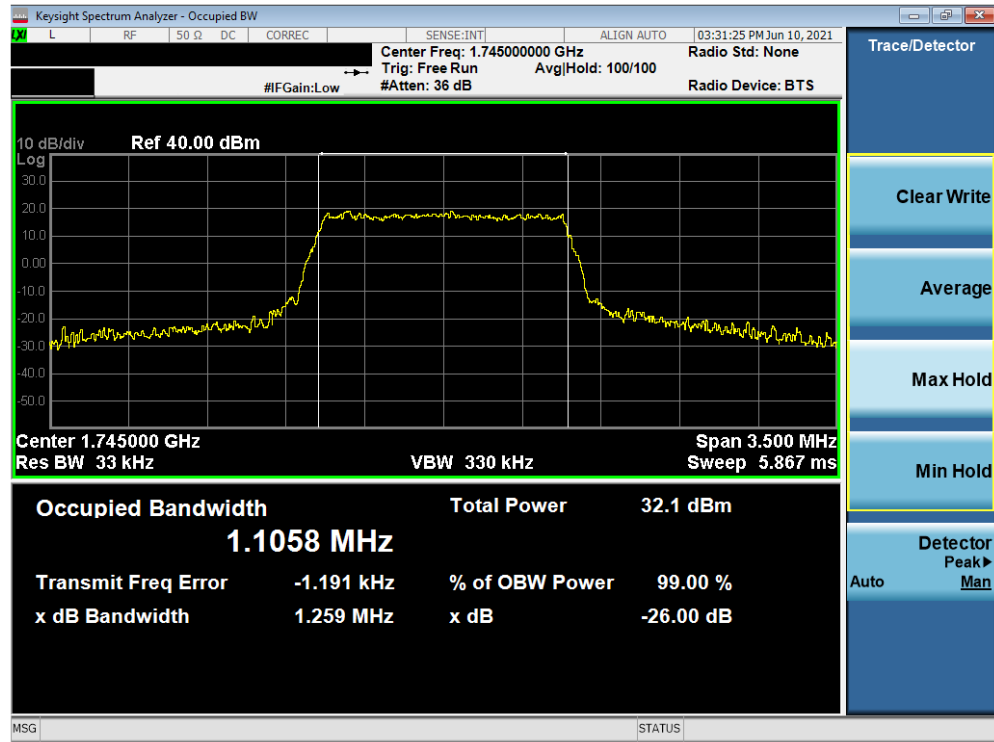 Keysight Spectrum Analyzer - Occupied BW
LXI L RF 50 Ω DC CORREC SENSE:INT ALIGN AUTO 03:31:25 PM Jun 10, 2021
Center Freq: 1.745000000 GHz Radio Std: None
Trig: Free Run Avg|Hold: 100/100
#IFGain:Low #Atten: 36 dB Radio Device: BTS
Trace/Detector
10 dB/div Ref 40.00 dBm
Log
30.0
20.0
10.0
0.00
-10.0
-20.0
-30.0
-40.0
-50.0
Center 1.745000 GHz Span 3.500 MHz
Res BW 33 kHz VBW 330 kHz Sweep 5.867 ms
Occupied Bandwidth Total Power 32.1 dBm
1.1058 MHz
Transmit Freq Error -1.191 kHz % of OBW Power 99.00 %
x dB Bandwidth 1.259 MHz x dB -26.00 dB
Clear Write
Average
Max Hold
Min Hold
Detector
Peak▶
Auto Man
MSG STATUS